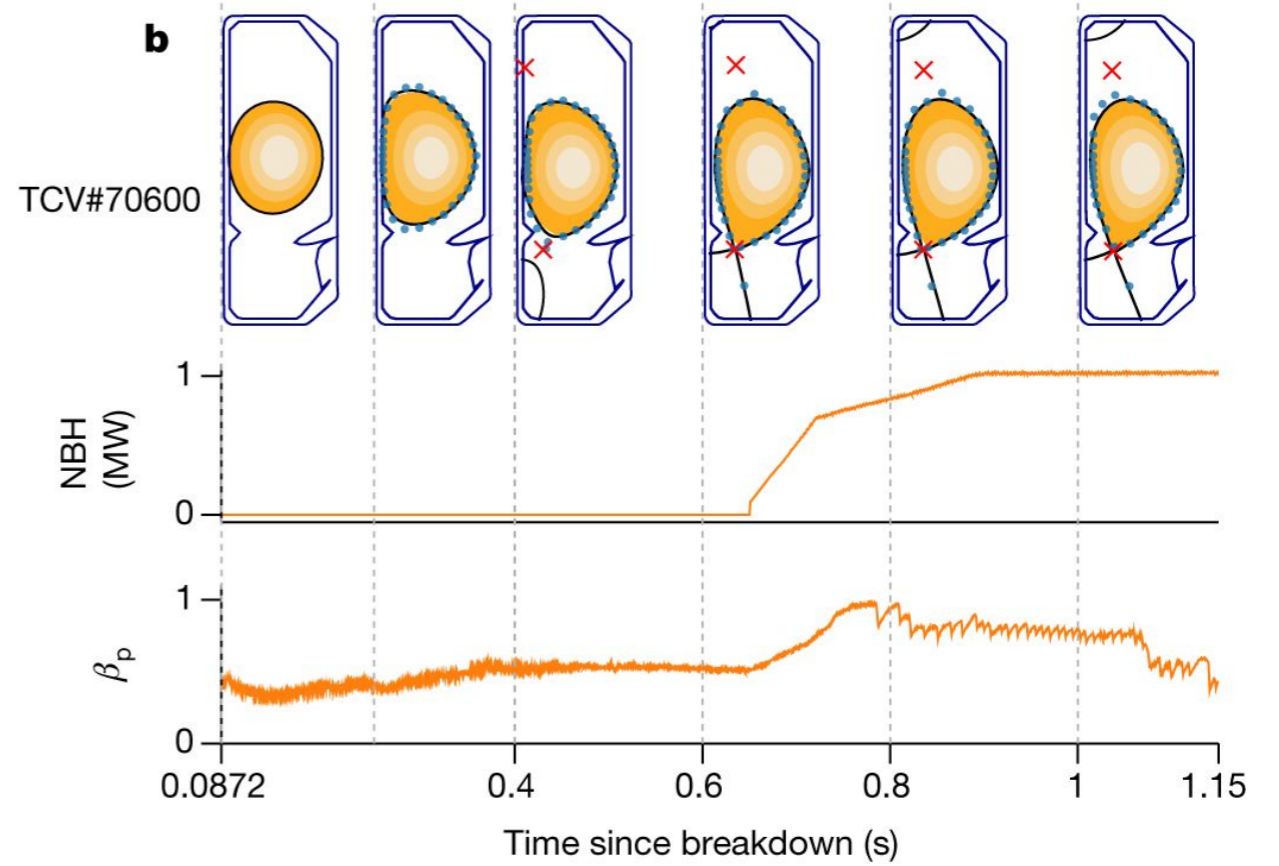 b
TCV#70600
1
NBH
(MW)
0
1
βp
0
0.0872 0.4 0.6 0.8 1 1.15
Time since breakdown (s)